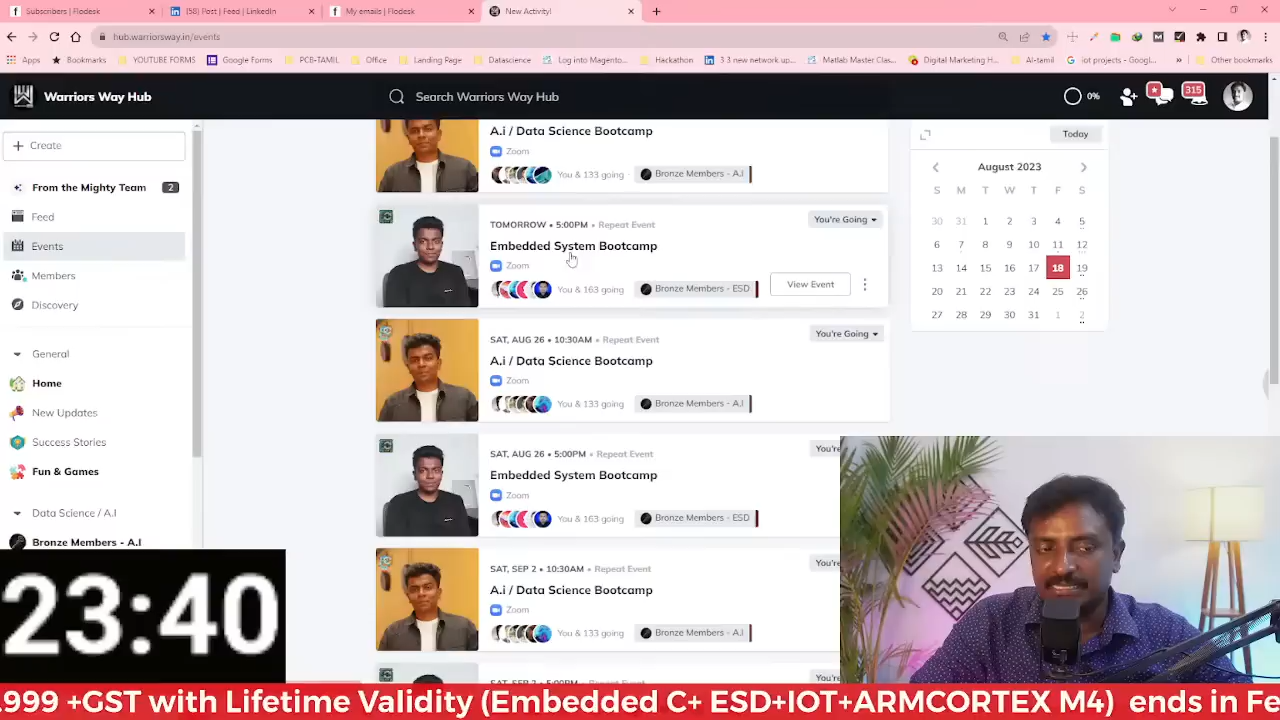 Subscribers | Flodesk
(58) Post | Feed | LinkedIn
My emails | Flodesk
New Activity!
hub.warriorsway.in/events
Apps
Bookmarks
YOUTUBE FORMS
Google Forms
PCB-TAMIL
Office
Landing Page
Datascience
Log into Magento...
Hackathon
3 3 new network up...
Matlab Master Clas...
Digital Marketing H...
AI-tamil
iot projects - Google...
»
Other bookmarks
Warriors Way Hub
Search Warriors Way Hub
0%
315
Create
From the Mighty Team 2
Feed
Events
Members
Discovery
General
Home
New Updates
Success Stories
Fun & Games
Data Science / A.I
Bronze Members - A.I
A.i / Data Science Bootcamp
Zoom
You & 133 going
Bronze Members - A.I
TOMORROW • 5:00PM • Repeat Event
You're Going
Embedded System Bootcamp
Zoom
You & 163 going
Bronze Members - ESD
View Event
SAT, AUG 26 • 10:30AM • Repeat Event
You're Going
A.i / Data Science Bootcamp
Zoom
You & 133 going
Bronze Members - A.I
SAT, AUG 26 • 5:00PM • Repeat Event
You're
Embedded System Bootcamp
Zoom
You & 163 going
Bronze Members - ESD
SAT, SEP 2 • 10:30AM • Repeat Event
You're
A.i / Data Science Bootcamp
Zoom
You & 133 going
Bronze Members - A.I
You're
Today
August 2023
S M T W T F S
30 31 1 2 3 4 5
6 7 8 9 10 11 12
13 14 15 16 17 18 19
20 21 22 23 24 25 26
27 28 29 30 31 1 2
23:40
.999 +GST with Lifetime Validity (Embedded C+ ESD+IOT+ARMCORTEX M4) ends in Fe